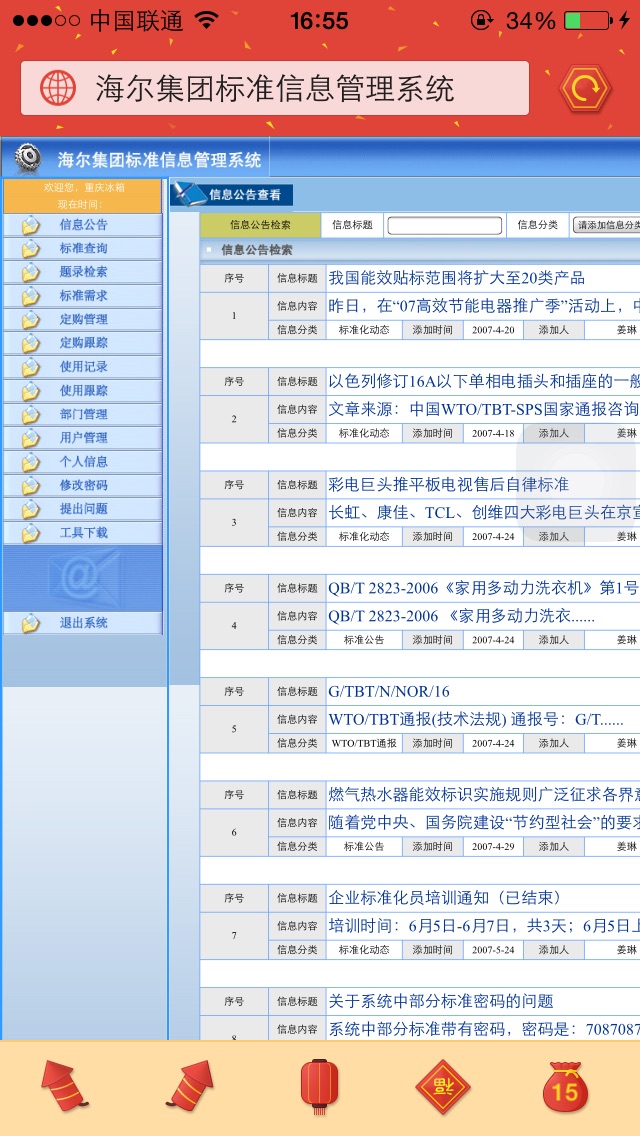 中国联通 16:55 34%
海尔集团标准信息管理系统
海尔集团标准信息管理系统
欢迎您，重庆冰箱
现在时间：
信息公告
标准查询
题录检索
标准需求
定购管理
定购跟踪
使用记录
使用跟踪
部门管理
用户管理
个人信息
修改密码
提出问题
工具下载
退出系统
信息公告查看
信息公告检索 信息标题 信息分类 请添加信息分类
信息公告检索
序号 信息标题 我国能效贴标范围将扩大至20类产品
1 信息内容 昨日，在“07高效节能电器推广季”活动上，中
信息分类 标准化动态 添加时间 2007-4-20 添加人 姜琳
序号 信息标题 以色列修订16A以下单相电插头和插座的一般
2 信息内容 文章来源：中国WTO/TBT-SPS国家通报咨询
信息分类 标准化动态 添加时间 2007-4-18 添加人 姜琳
序号 信息标题 彩电巨头推平板电视售后自律标准
3 信息内容 长虹、康佳、TCL、创维四大彩电巨头在京宣
信息分类 标准化动态 添加时间 2007-4-24 添加人 姜琳
序号 信息标题 QB/T 2823-2006《家用多动力洗衣机》第1号
4 信息内容 QB/T 2823-2006 《家用多动力洗衣......
信息分类 标准公告 添加时间 2007-4-24 添加人 姜琳
序号 信息标题 G/TBT/N/NOR/16
5 信息内容 WTO/TBT通报(技术法规) 通报号：G/T......
信息分类 WTO/TBT通报 添加时间 2007-4-24 添加人 姜琳
序号 信息标题 燃气热水器能效标识实施规则广泛征求各界意
6 信息内容 随着党中央、国务院建设“节约型社会”的要求
信息分类 标准公告 添加时间 2007-4-29 添加人 姜琳
序号 信息标题 企业标准化员培训通知（已结束）
7 信息内容 培训时间：6月5日-6月7日，共3天；6月5日上
信息分类 标准化动态 添加时间 2007-5-24 添加人 姜琳
序号 信息标题 关于系统中部分标准密码的问题
8 信息内容 系统中部分标准带有密码，密码是：7087087
福 15